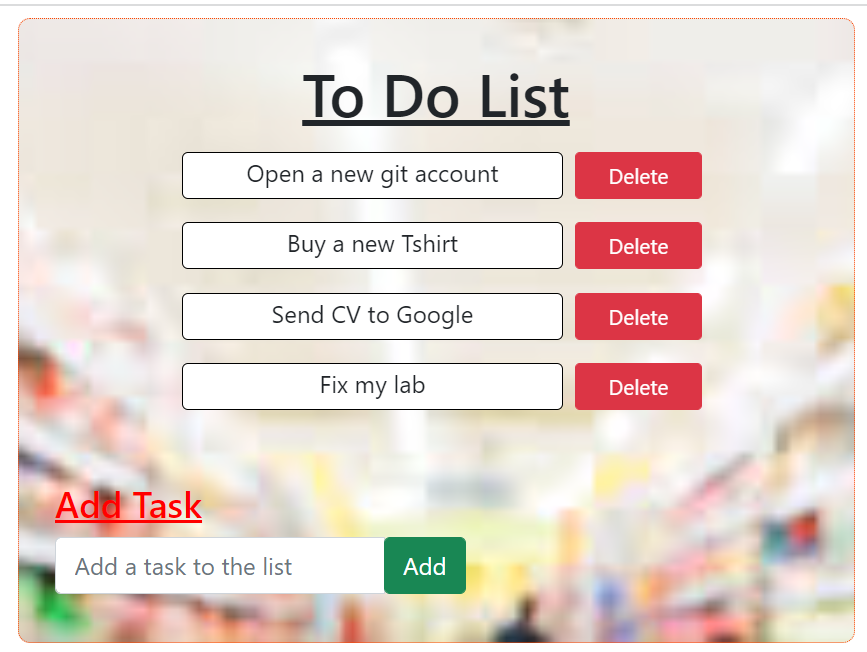 To Do List
Open a new git account Delete
Buy a new Tshirt Delete
Send CV to Google Delete
Fix my lab Delete
Add Task
Add a task to the list Add